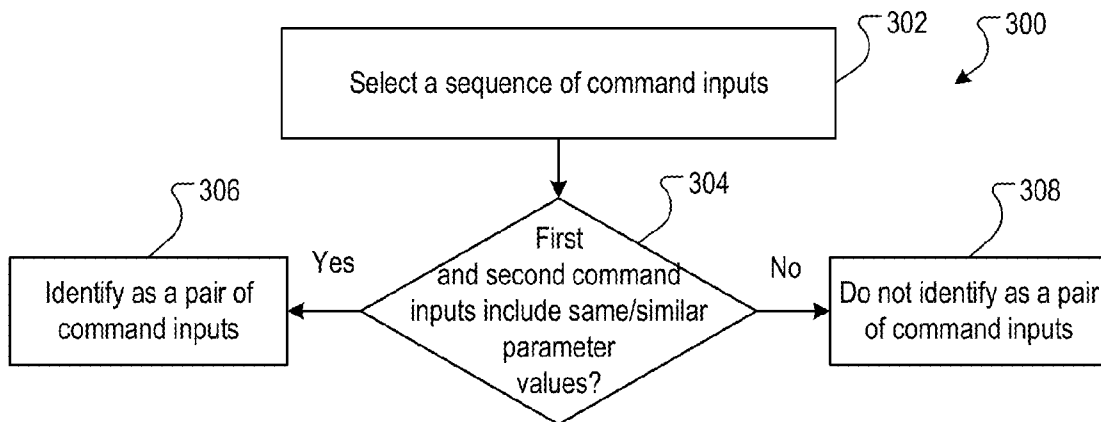 302
300
Select a sequence of command inputs
306
304
308
First
and second command
inputs include same/similar
parameter
values?
Yes
No
Identify as a pair of
command inputs
Do not identify as a pair
of command inputs